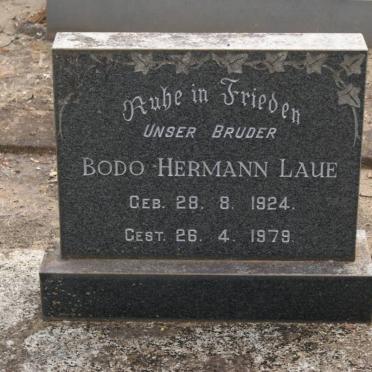 Ruhe in Frieden
UNSER BRUDER
BODO HERMANN LAUE
GEB. 28. 8. 1924.
GEST. 26. 4. 1979.